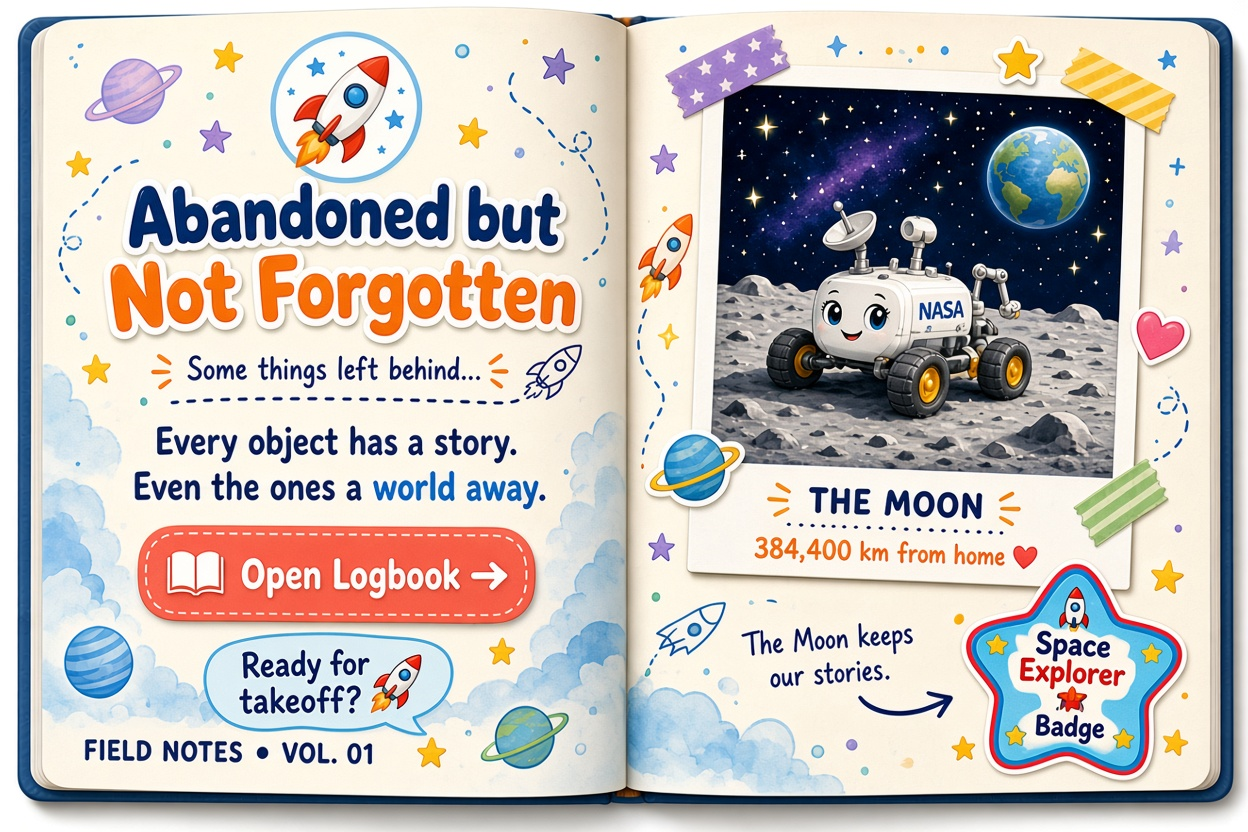 Abandoned but
Not Forgotten
Some things left behind...
Every object has a story.
Even the ones a world away.
Open Logbook →
Ready for
takeoff?
FIELD NOTES • VOL. 01
NASA
THE MOON
384,400 km from home ❤
The Moon keeps
our stories.
Space
Explorer
Badge